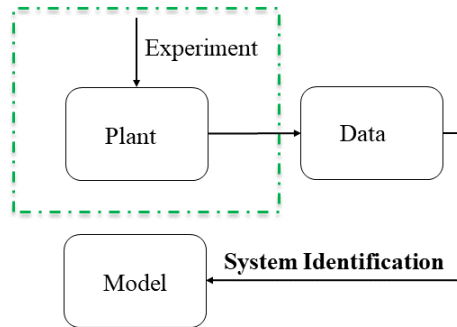 Experiment
Plant
Data
System Identification
Model